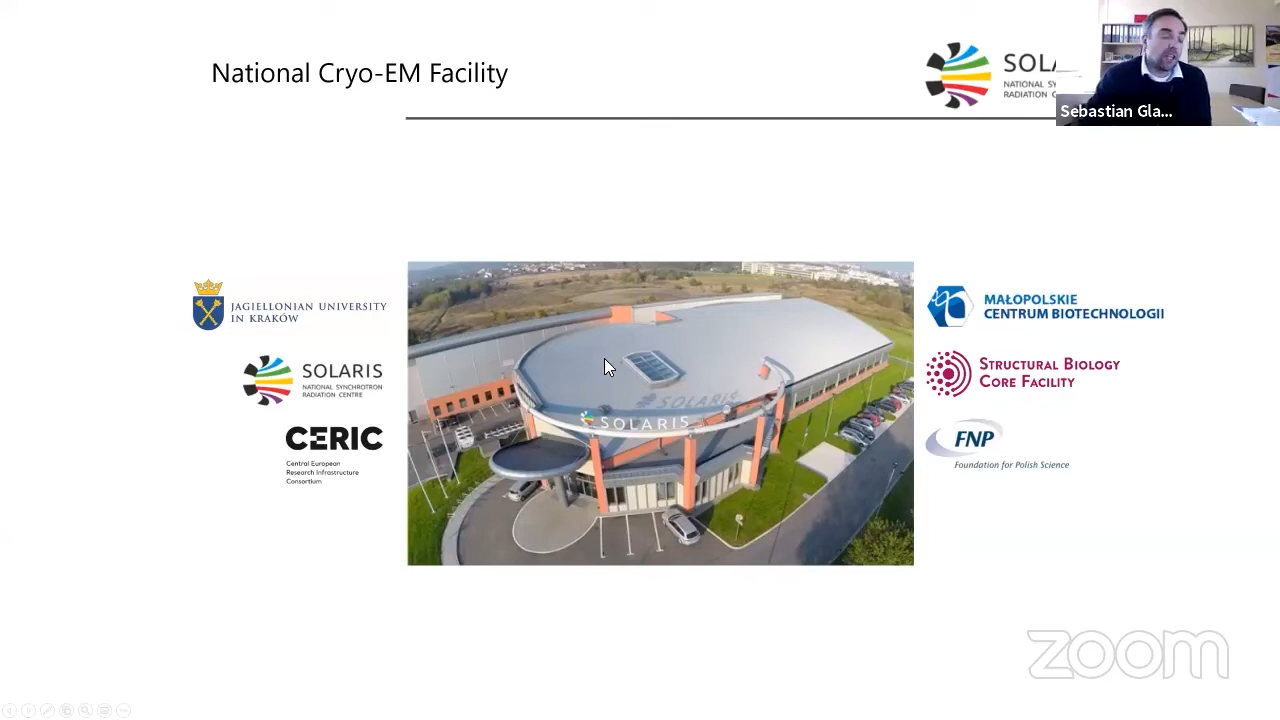 National Cryo-EM Facility
SOL
NATIONAL SY
RADIATION C
Sebastian Gla...
JAGIELLONIAN UNIVERSITY
IN KRAKÓW
SOLARIS
NATIONAL SYNCHROTRON
RADIATION CENTRE
CERIC
Central European
Research Infrastructure
Consortium
SOLARIS
SOLARIS
MAŁOPOLSKIE
CENTRUM BIOTECHNOLOGII
STRUCTURAL BIOLOGY
CORE FACILITY
FNP
Foundation for Polish Science
zoom